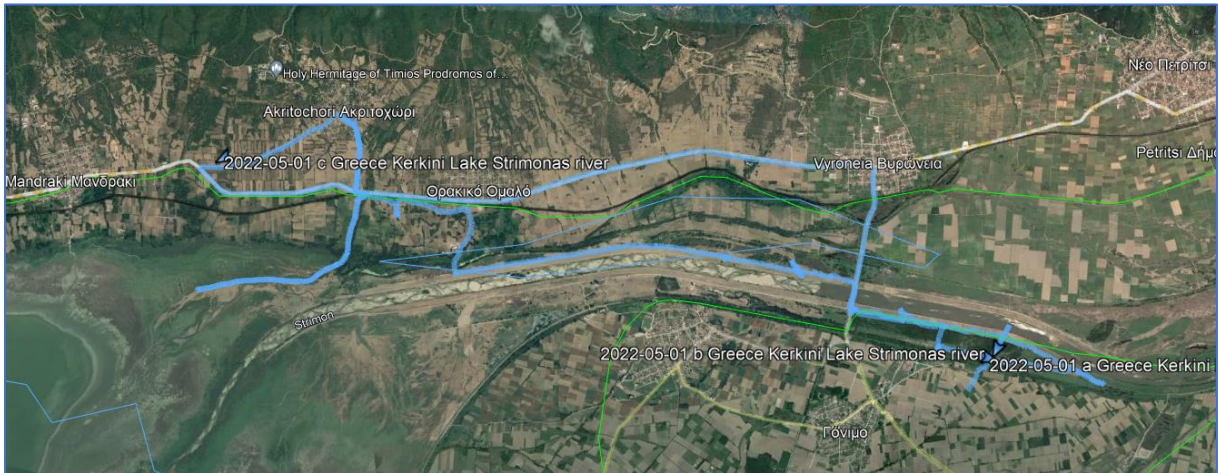 Νέο Πετρίτσι
Holy Hermitage of Timios Prodromos of...
Akritochori Ακριτοχώρι
2022-05-01 c Greece Kerkini Lake Strimonas river
Vyroneia Βυρώνεια
Petritsi Δήμο
Mandraki Μανδράκι
Θρακικό Ομαλό
Strimon
2022-05-01 b Greece Kerkini Lake Strimonas river
2022-05-01 a Greece Kerkini
Γόνιμο